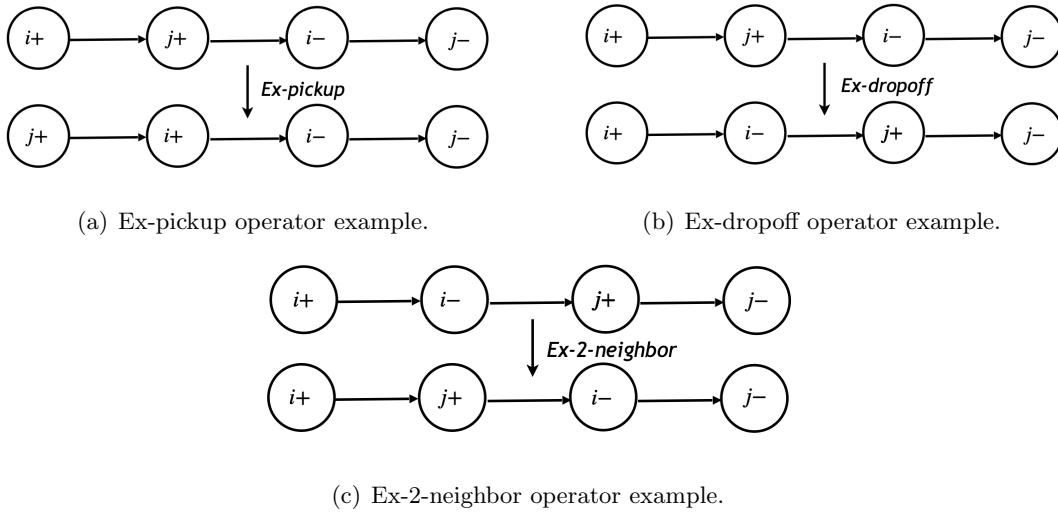 i+ j+ i− j−
Ex-pickup
j+ i+ i− j−
(a) Ex-pickup operator example.
i+ j+ i− j−
Ex-dropoff
i+ i− j+ j−
(b) Ex-dropoff operator example.
i+ i− j+ j−
Ex-2-neighbor
i+ j+ i− j−
(c) Ex-2-neighbor operator example.